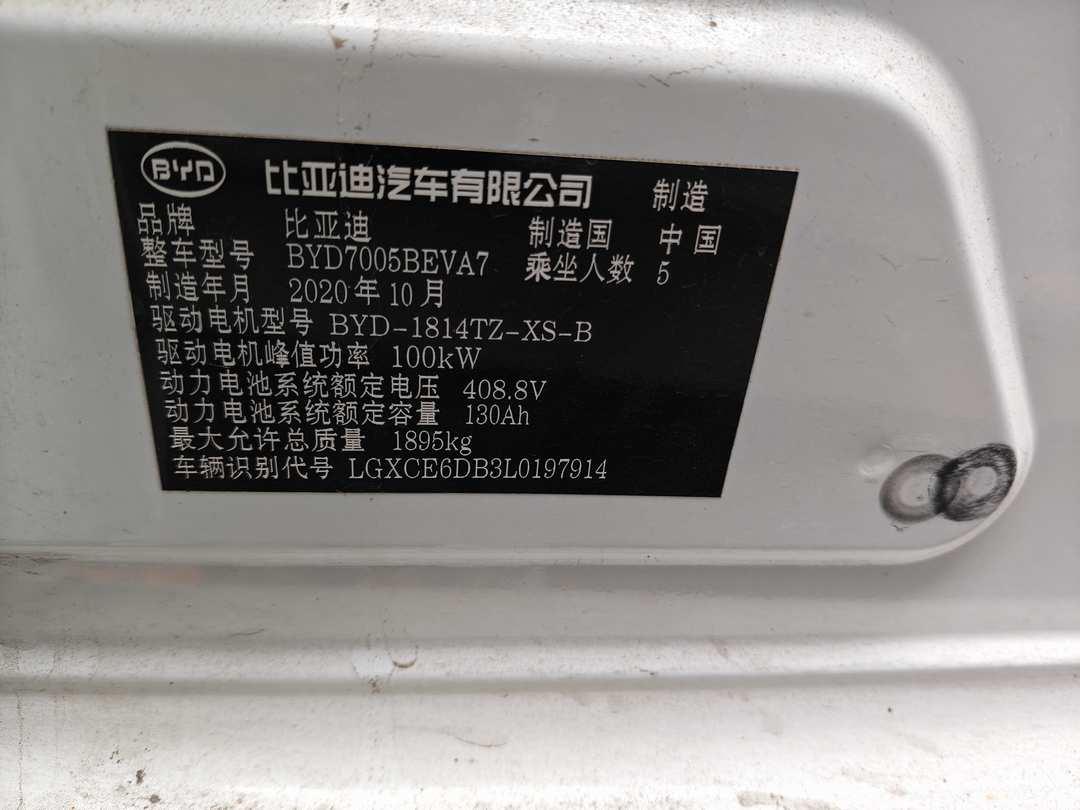 BYD 比亚迪汽车有限公司 制造
品牌 比亚迪 制造国 中国
整车型号 BYD7005BEVA7 乘坐人数 5
制造年月 2020年10月
驱动电机型号 BYD-1814TZ-XS-B
驱动电机峰值功率 100kW
动力电池系统额定电压 408.8V
动力电池系统额定容量 130Ah
最大允许总质量 1895kg
车辆识别代号 LGXCE6DB3L0197914